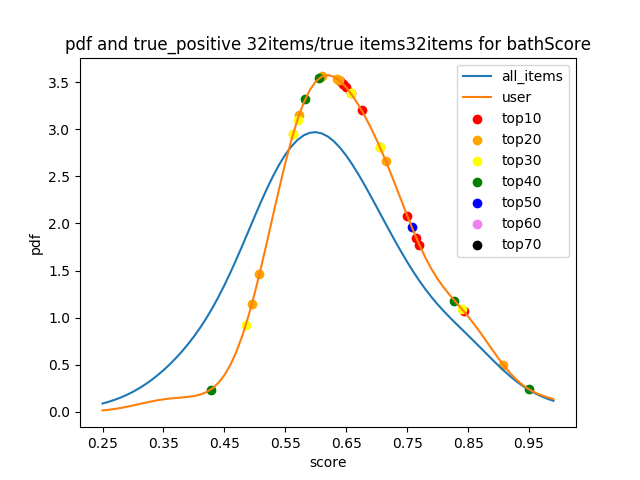 pdf and true_positive 32items/true items32items for bathScore
pdf
3.5
3.0
2.5
2.0
1.5
1.0
0.5
0.0
all_items
user
top10
top20
top30
top40
top50
top60
top70
0.25 0.35 0.45 0.55 0.65 0.75 0.85 0.95
score